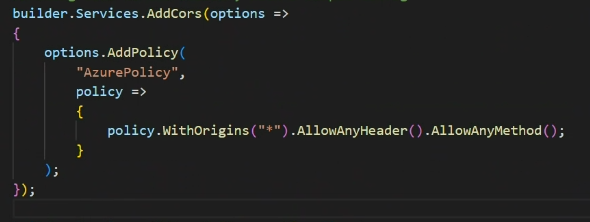 builder.Services.AddCors(options =>
{
    options.AddPolicy(
        "AzurePolicy",
        policy =>
        {
            policy.WithOrigins("*").AllowAnyHeader().AllowAnyMethod();
        }
    );
});